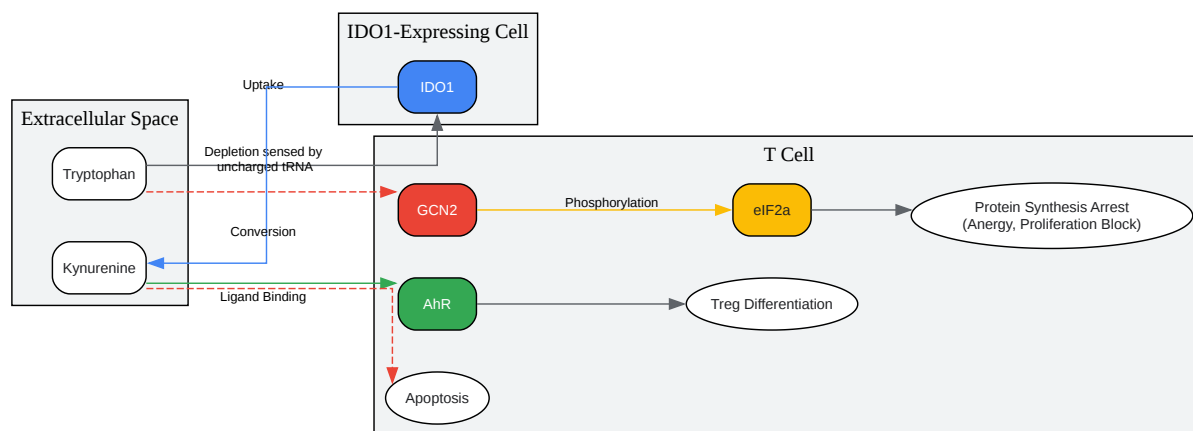 IDO1-Expressing Cell
Uptake
IDO1
Extracellular Space
Tryptophan
Depletion sensed by
uncharged tRNA
T Cell
GCN2
Phosphorylation
eIF2a
Protein Synthesis Arrest
(Anergy, Proliferation Block)
Conversion
Kynurenine
Ligand Binding
AhR
Treg Differentiation
Apoptosis